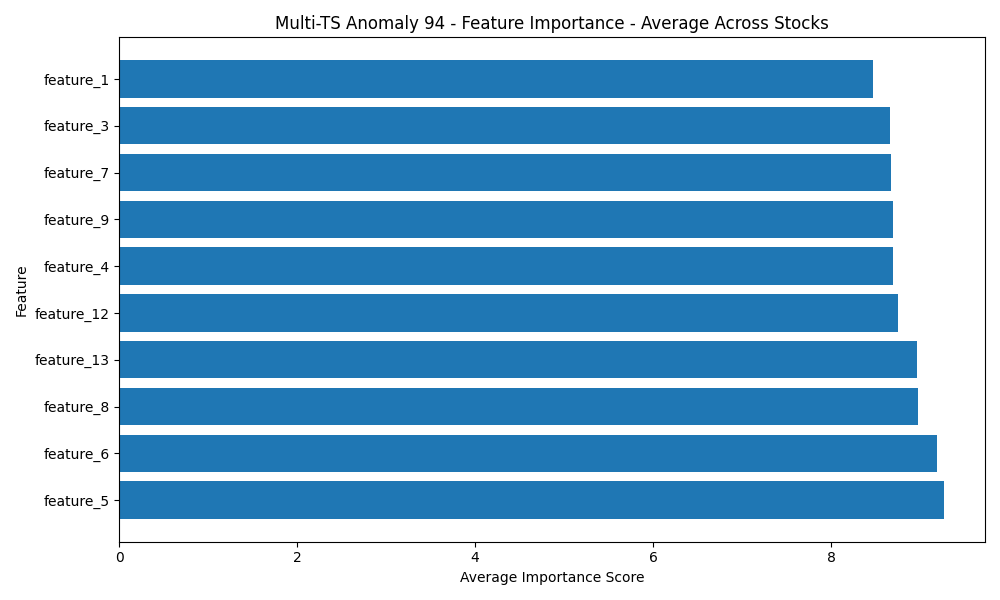 Multi-TS Anomaly 94 - Feature Importance - Average Across Stocks
Feature
feature_1
feature_3
feature_7
feature_9
feature_4
feature_12
feature_13
feature_8
feature_6
feature_5
0 2 4 6 8
Average Importance Score